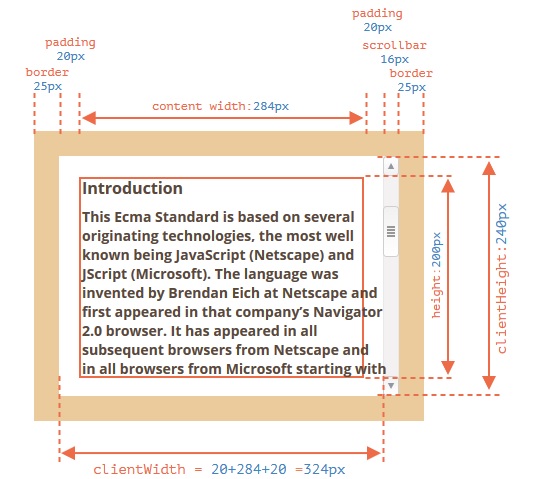 padding
20px
padding
20px
scrollbar
16px
border
25px
border
25px
content width:284px
Introduction
This Ecma Standard is based on several
originating technologies, the most well
known being JavaScript (Netscape) and
JScript (Microsoft). The language was
invented by Brendan Eich at Netscape and
first appeared in that company’s Navigator
2.0 browser. It has appeared in all
subsequent browsers from Netscape and
in all browsers from Microsoft starting with
height:200px
clientHeight:240px
clientWidth = 20+284+20 =324px